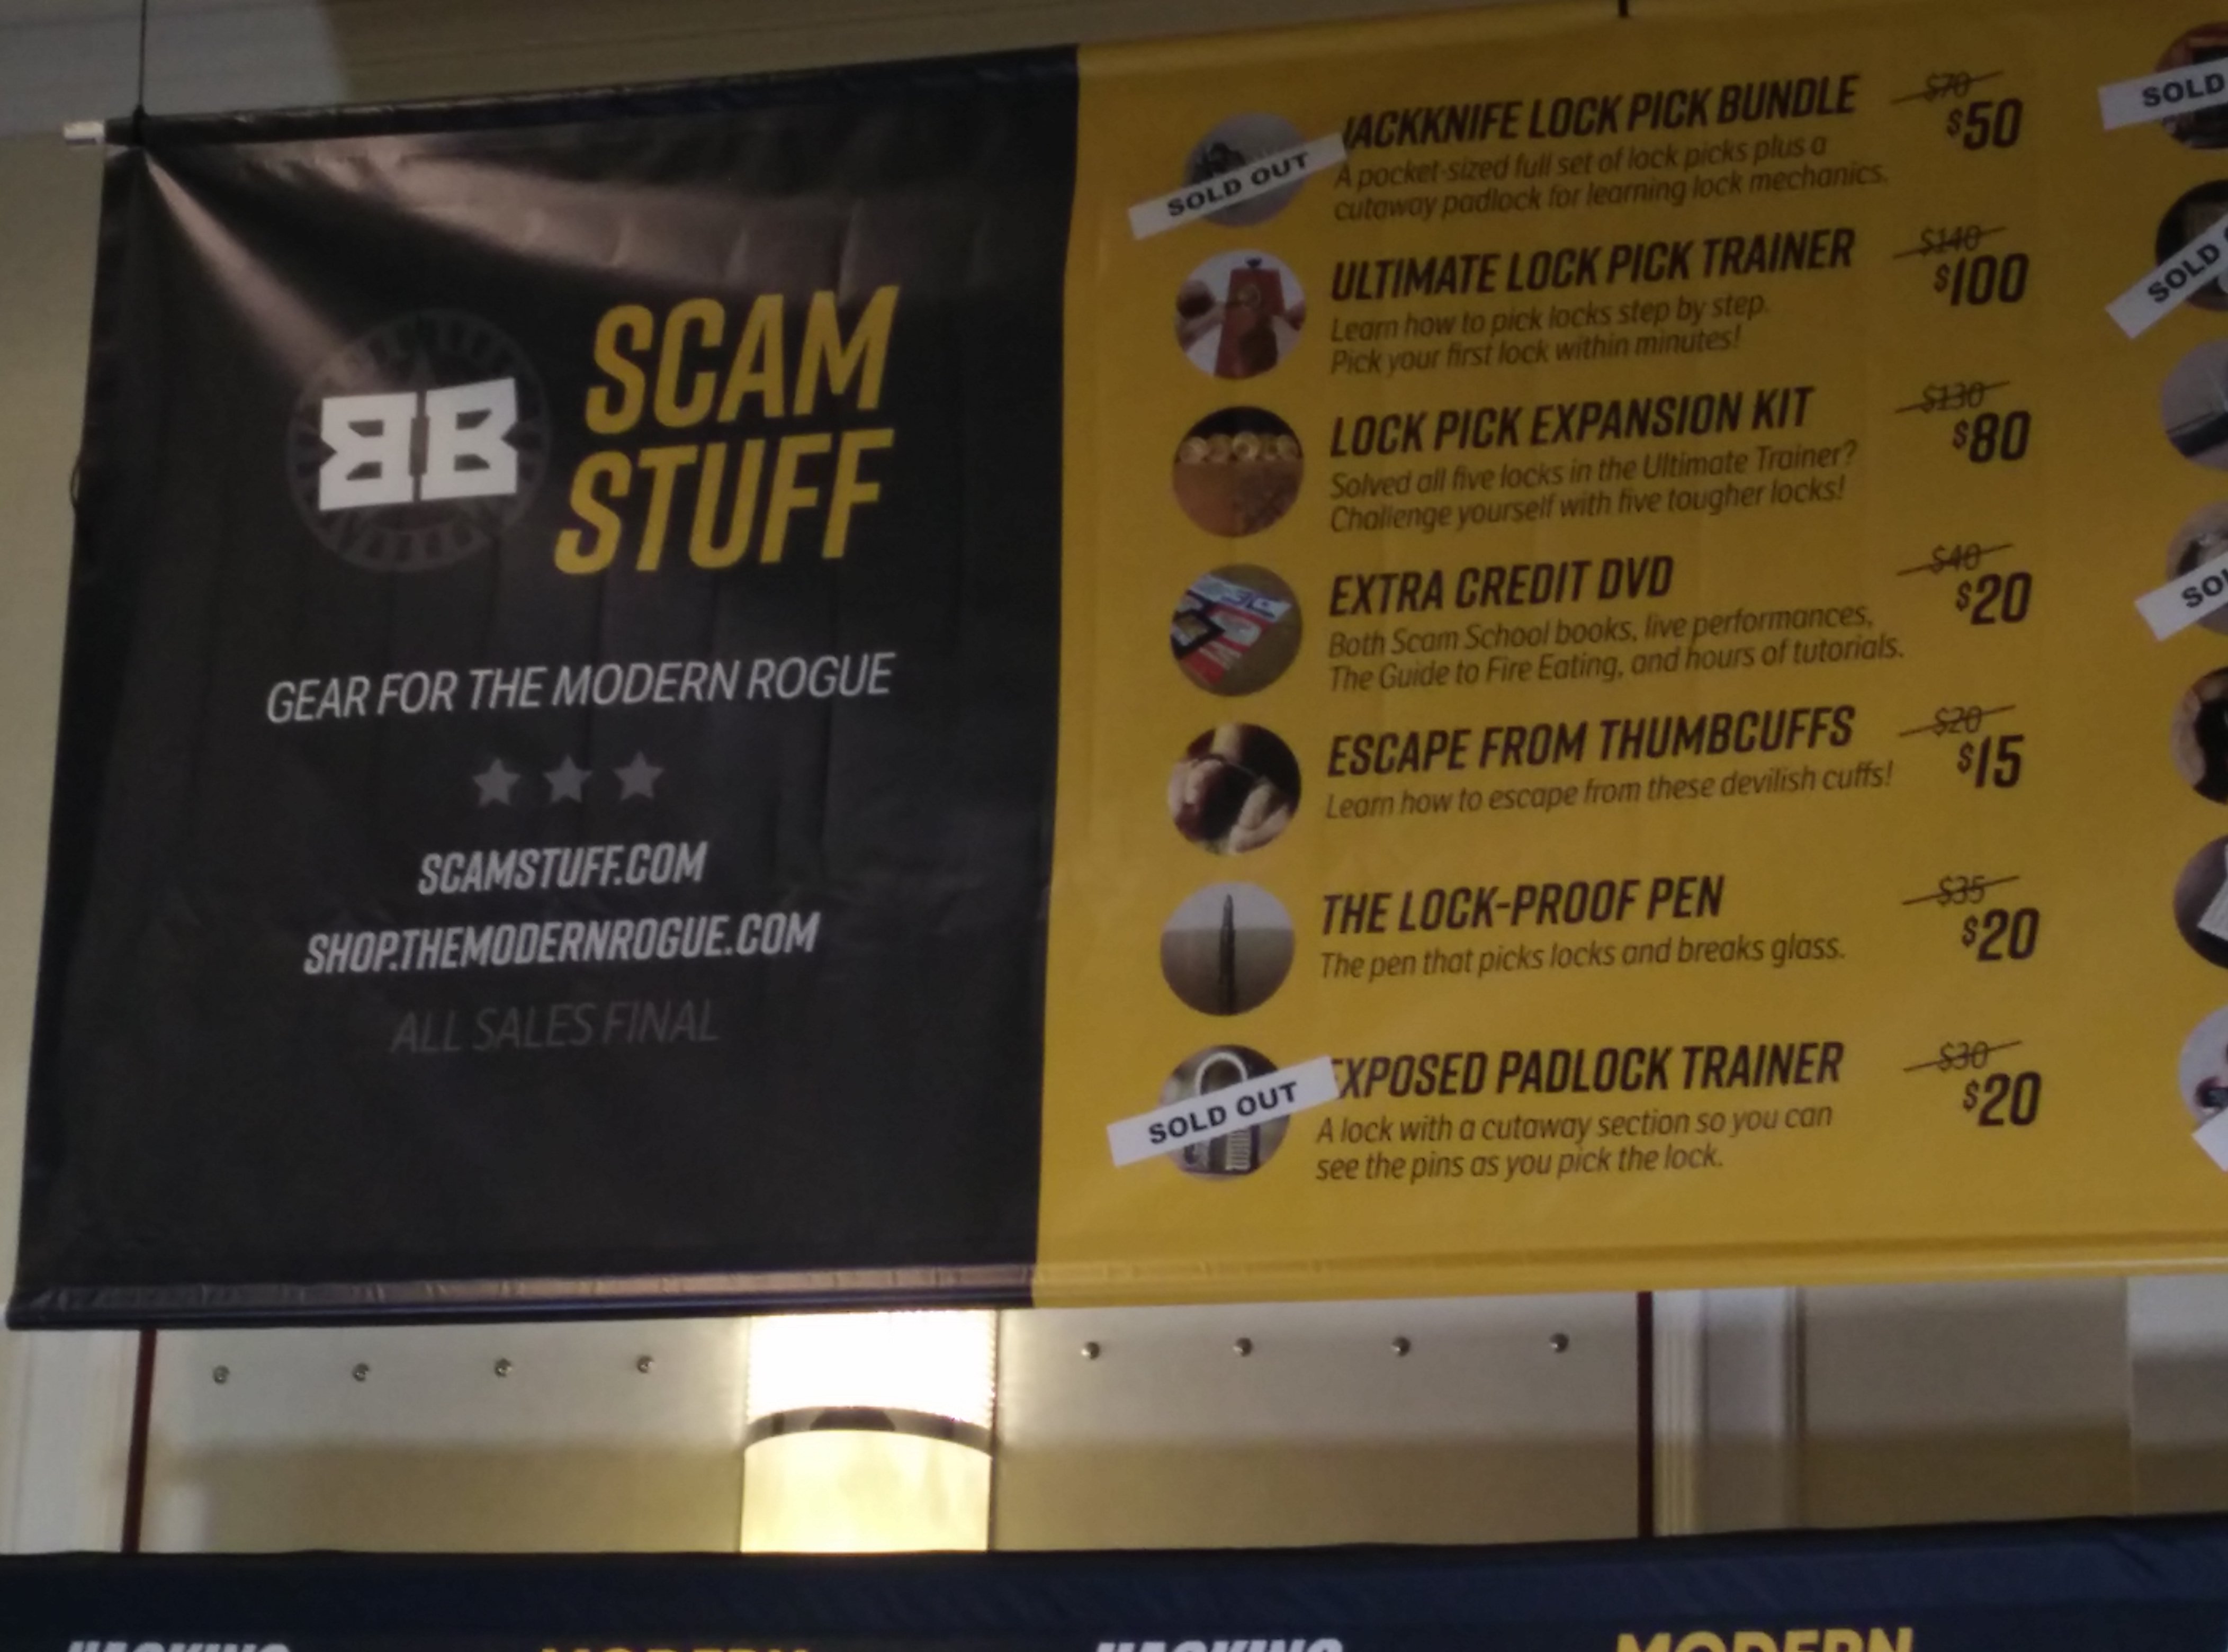 BB
SCAM
STUFF
GEAR FOR THE MODERN ROGUE
SCAMSTUFF.COM
SHOP.THEMODERNROGUE.COM
ALL SALES FINAL
SOLD OUT
JACKKNIFE LOCK PICK BUNDLE
$70
$50
A pocket-sized full set of lock picks plus a
cutaway padlock for learning lock mechanics.
ULTIMATE LOCK PICK TRAINER
$140
$100
Learn how to pick locks step by step.
Pick your first lock within minutes!
LOCK PICK EXPANSION KIT
$130
$80
Solved all five locks in the Ultimate Trainer?
Challenge yourself with five tougher locks!
EXTRA CREDIT DVD
$40
$20
Both Scam School books, live performances,
The Guide to Fire Eating, and hours of tutorials.
ESCAPE FROM THUMBCUFFS
$20
$15
Learn how to escape from these devilish cuffs!
THE LOCK-PROOF PEN
$35
$20
The pen that picks locks and breaks glass.
SOLD OUT
EXPOSED PADLOCK TRAINER
$30
$20
A lock with a cutaway section so you can
see the pins as you pick the lock.
SOLD
SOLD
SO
HACKING
MODERN
HACKING
MODERN